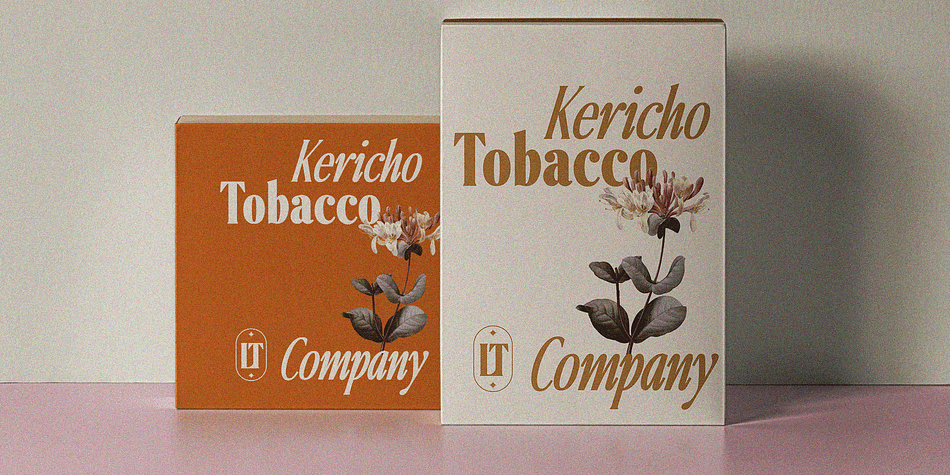 Kericho
Tobacco
LT
Company
Kericho
Tobacco
LT
Company